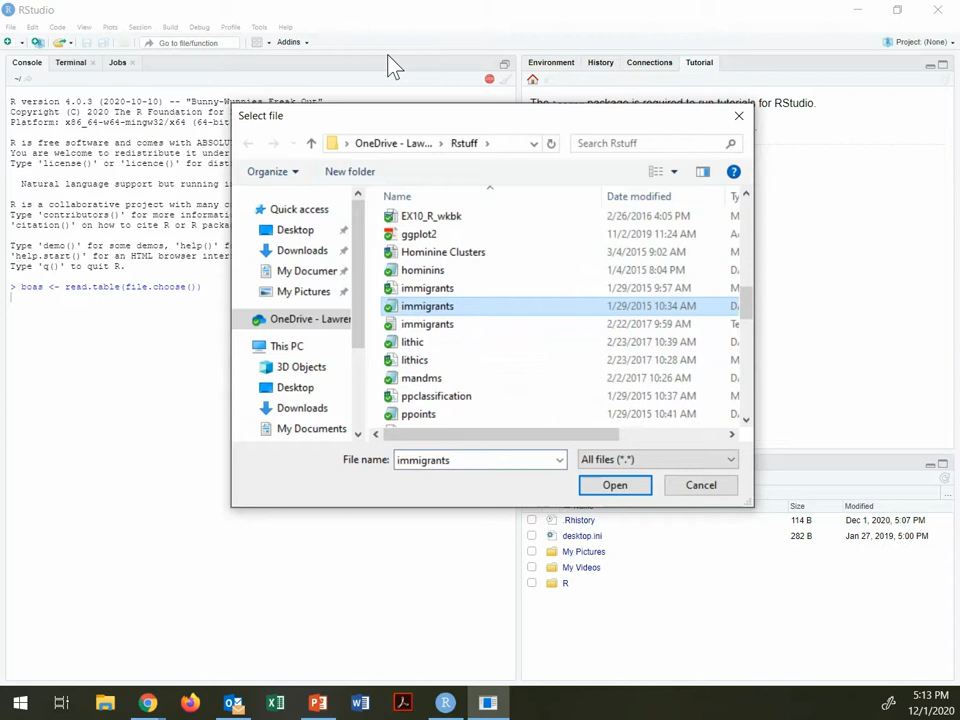 RStudio
File Edit Code View Plots Session Build Debug Profile Tools Help
Go to file/function
Addins
Project: (None)
Console Terminal Jobs
Environment History Connections Tutorial
~/
R version 4.0.3 (2020-10-10) -- "Bunny-Wunnies Freak Out"
Copyright (C) 2020 The R Foundation for
Platform: x86_64-w64-mingw32/x64 (64-bit
R is free software and comes with ABSOLU
You are welcome to redistribute it under
Type 'license()' or 'licence()' for dist
Natural language support but running in
R is a collaborative project with many c
Type 'contributors()' for more informati
'citation()' on how to cite R or R packa
Type 'demo()' for some demos, 'help()' f
'help.start()' for an HTML browser inter
Type 'q()' to quit R.
> boas <- read.table(file.choose())
The package is required to run tutorials for RStudio.
Select file
OneDrive - Law... Rstuff
Search Rstuff
Organize New folder
Quick access
Desktop
Downloads
My Documer
My Pictures
OneDrive - Lawrer
This PC
3D Objects
Desktop
Downloads
My Documents
Name Date modified Ty
EX10_R_wkbk 2/26/2016 4:05 PM M
ggplot2 11/2/2019 11:24 AM A
Hominine Clusters 3/4/2015 9:02 AM M
hominins 1/4/2015 8:04 PM D
immigrants 1/29/2015 9:57 AM M
immigrants 1/29/2015 10:34 AM D
immigrants 2/22/2017 9:59 AM Te
lithic 2/23/2017 10:39 AM D
lithics 2/23/2017 10:28 AM M
mandms 2/2/2017 10:26 AM D
ppclassification 1/29/2015 10:37 AM M
ppoints 1/29/2015 10:41 AM D
File name: immigrants All files (*.*)
Open Cancel
Size Modified
.Rhistory 114 B Dec 1, 2020, 5:07 PM
desktop.ini 282 B Jan 27, 2019, 5:00 PM
My Pictures
My Videos
R
5:13 PM
12/1/2020